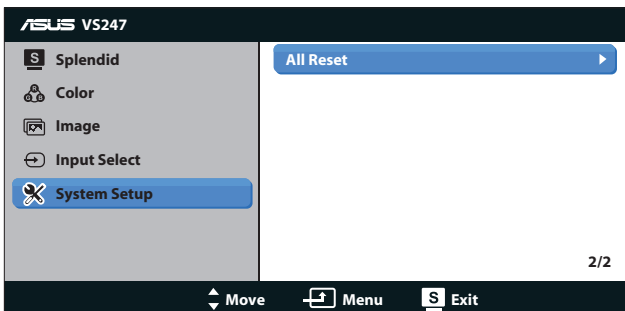 ASUS VS247
S Splendid
Color
Image
Input Select
System Setup
All Reset
2/2
Move Menu S Exit